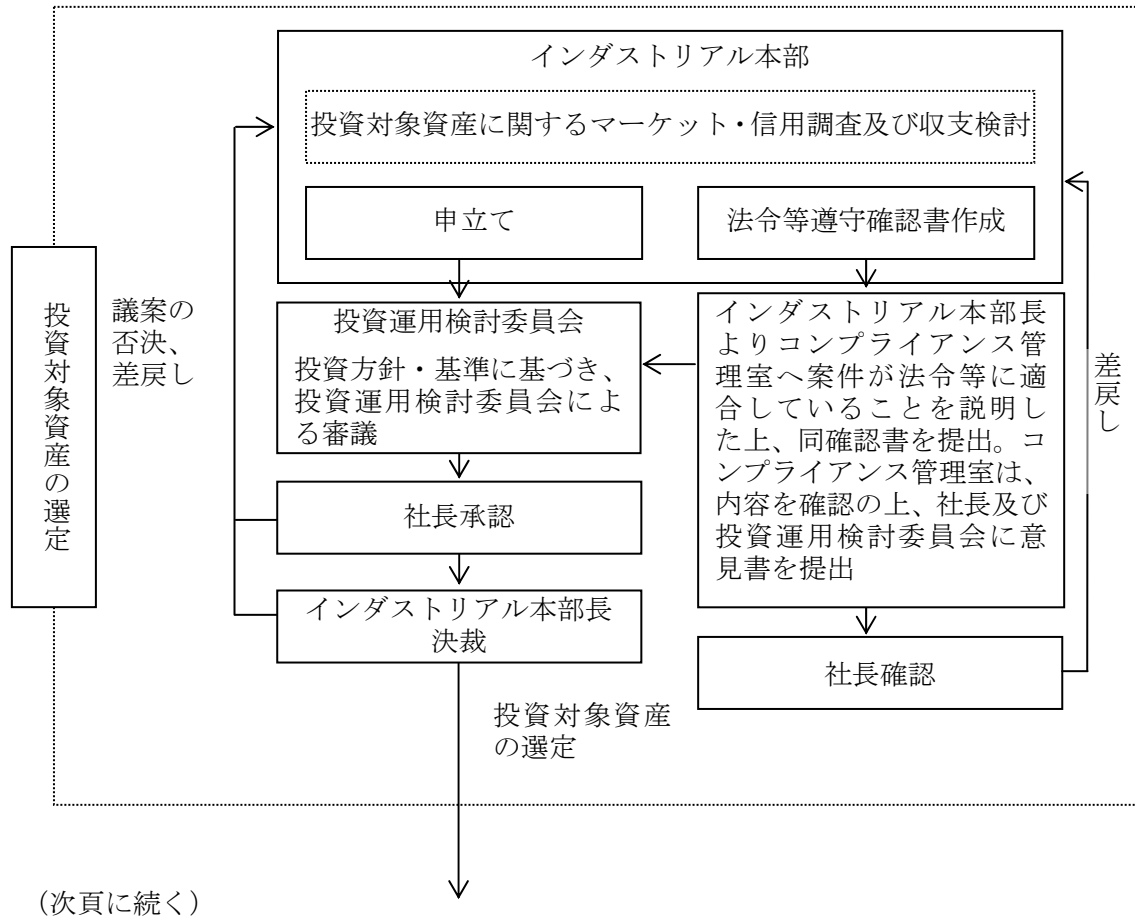 インダストリアル本部
投資対象資産に関するマーケット・信用調査及び収支検討
申立て
法令等遵守確認書作成
投資対象資産の選定
議案の
否決、
差戻し
投資運用検討委員会
投資方針・基準に基づき、
投資運用検討委員会によ
る審議
インダストリアル本部長
よりコンプライアンス管
理室へ案件が法令等に適
合していることを説明し
た上、同確認書を提出。コ
ンプライアンス管理室は、
内容を確認の上、社長及び
投資運用検討委員会に意
見書を提出
差戻し
社長承認
インダストリアル本部長
決裁
社長確認
投資対象資産
の選定
（次頁に続く）